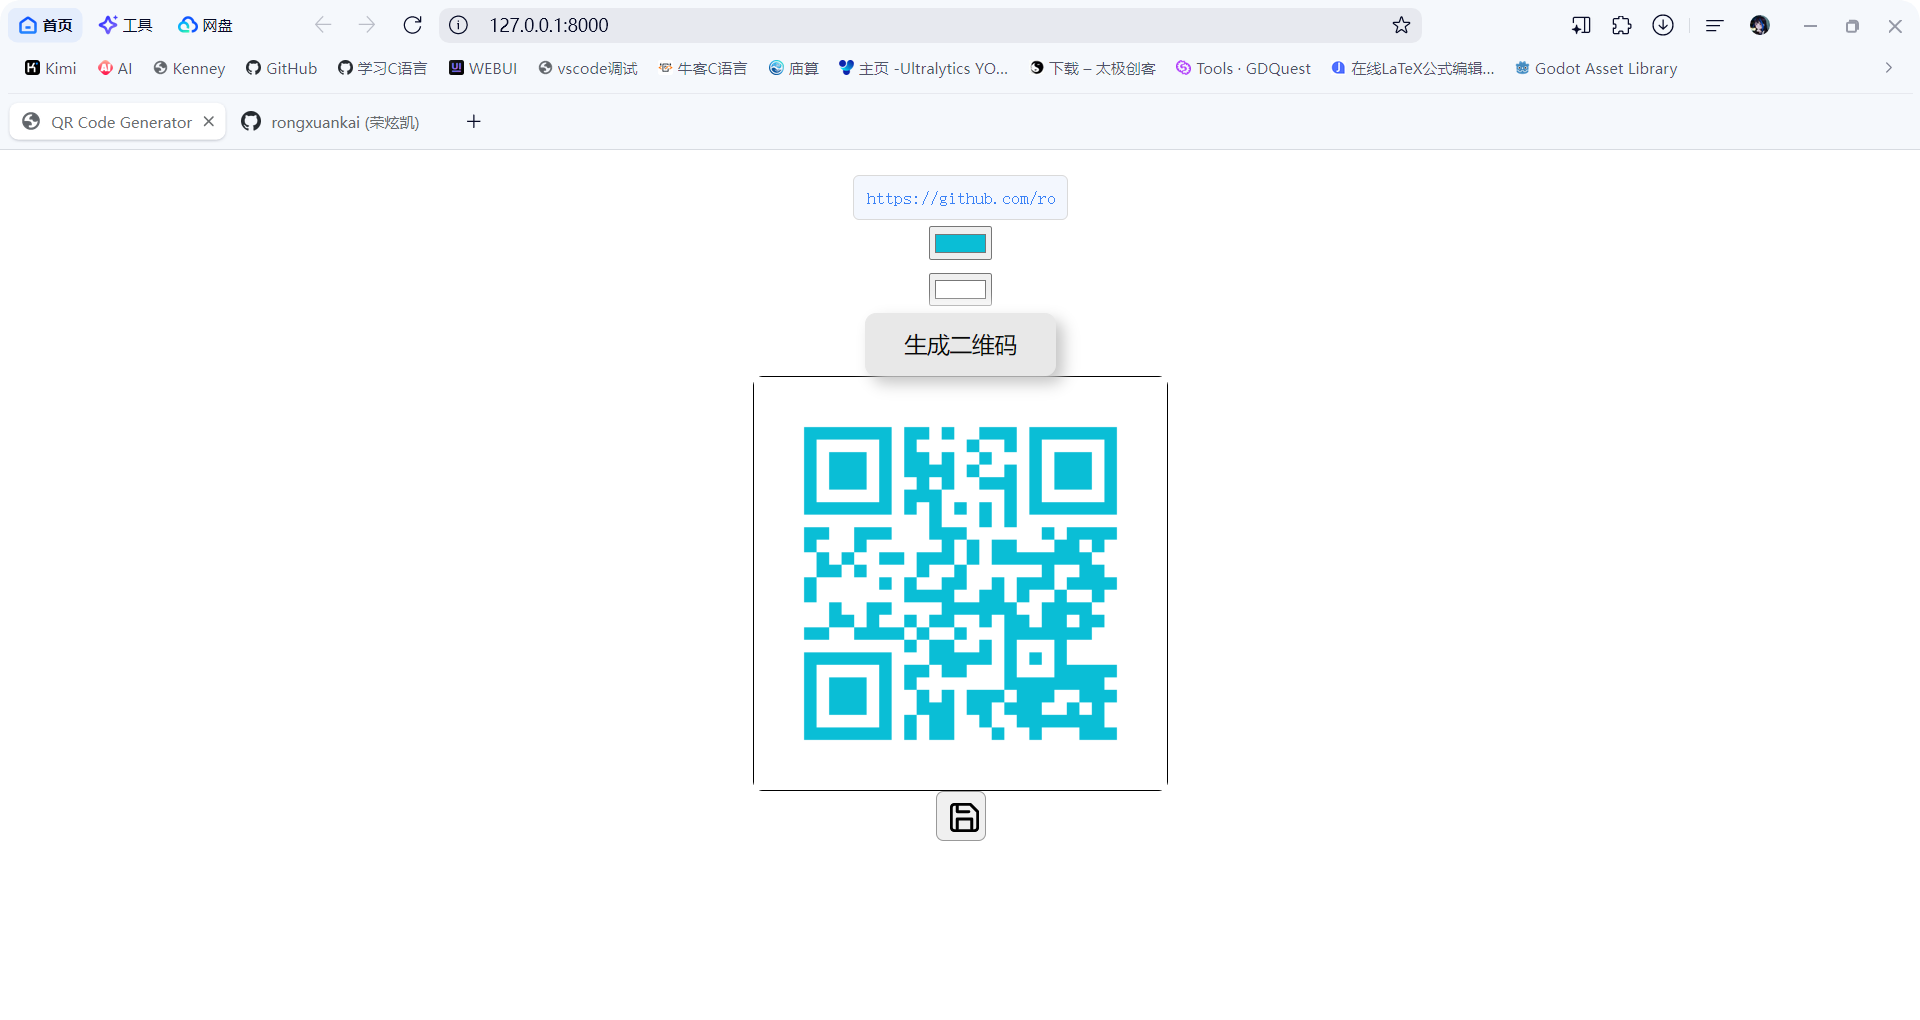 首页 工具 网盘 127.0.0.1:8000
Kimi AI Kenney GitHub 学习C语言 UI WEBUI vscode调试 牛客C语言 庙算 主页 -Ultralytics YO... 下载 – 太极创客 Tools · GDQuest 在线LaTeX公式编辑... Godot Asset Library
QR Code Generator rongxuankai (荣炫凯)
https://github.com/ro
生成二维码